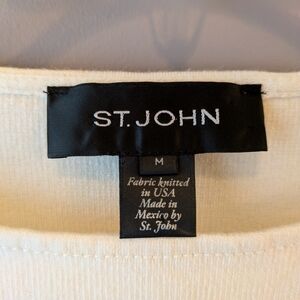 ST. JOHN
M
Fabric knitted
in USA
Made in
Mexico by
St. John